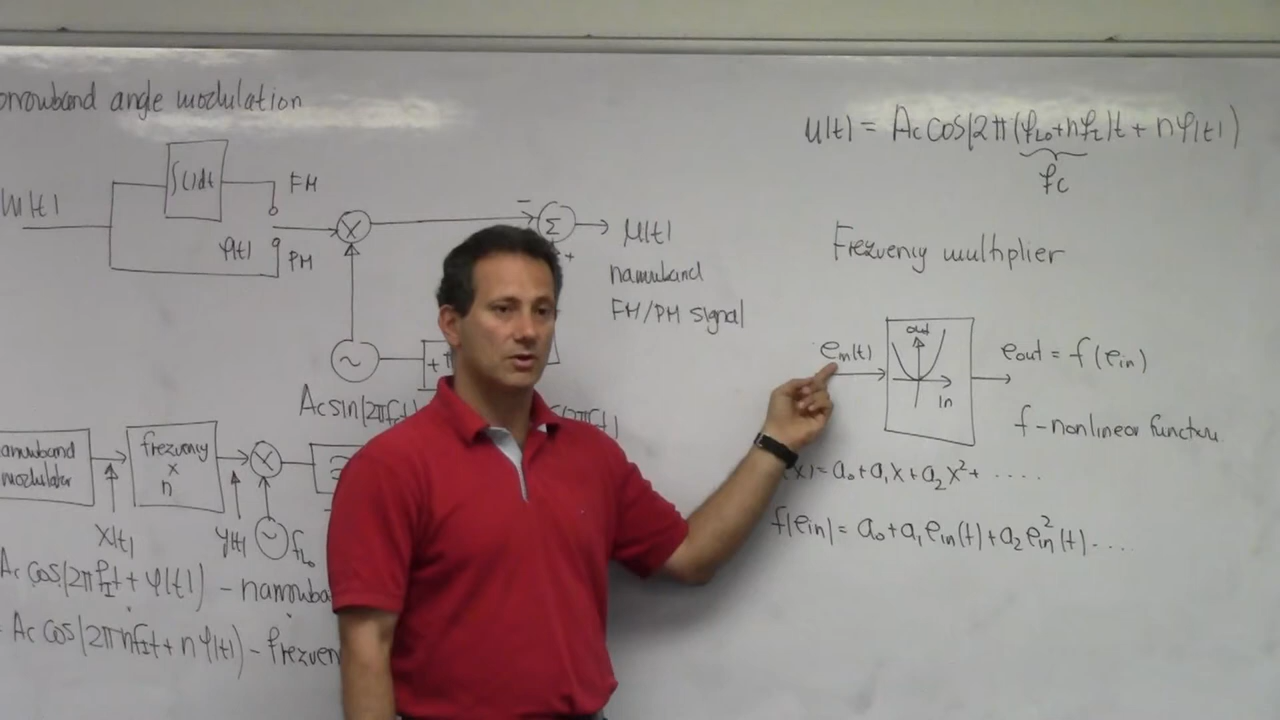 angle modulation
∫( )dt
FM
m(t)
φ(t)
PM
X
−
Σ
+
μ(t)
narrowband
FM/PM signal
~
+
Ac sin(2πfct)
modulator
frequency
x
n
X
X(t)
y(t)
~
fLo
Ac cos(2πfIt + φ(t)) – narrowba
Ac cos(2πnfIt + nφ(t)) – frequen
u(t) = Ac cos(2π(fLo+nfI)t + nφ(t))
fc
Frequency multiplier
ein(t)
out
In
eout = f(ein)
f – nonlinear function
(x) = a0 + a1x + a2x² + ....
f(ein) = a0 + a1ein(t) + a2ein²(t) ....